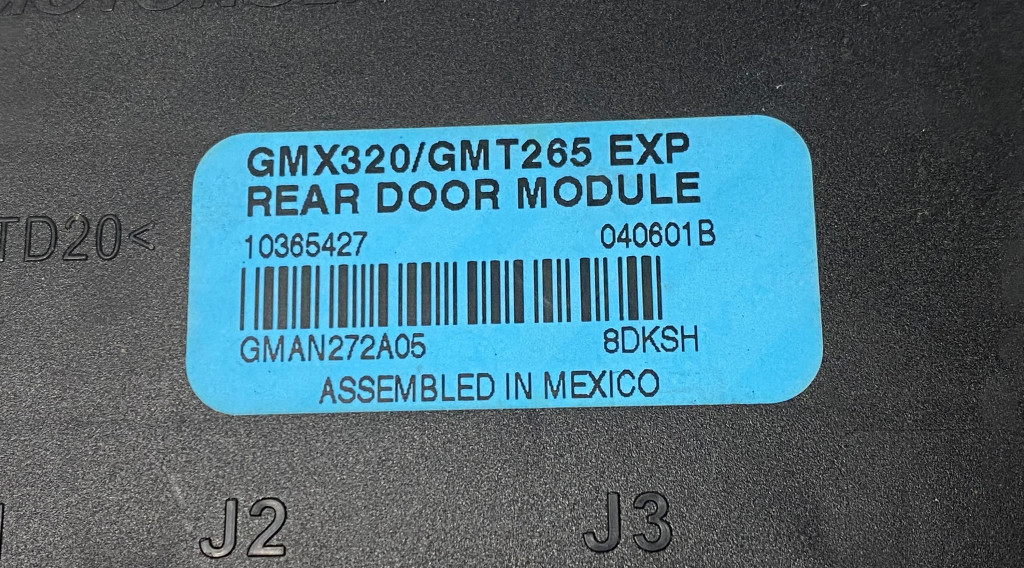 GMX320/GMT265 EXP
REAR DOOR MODULE
10365427 040601B
TD20<
GMAN272A05 8DKSH
ASSEMBLED IN MEXICO
J2 J3